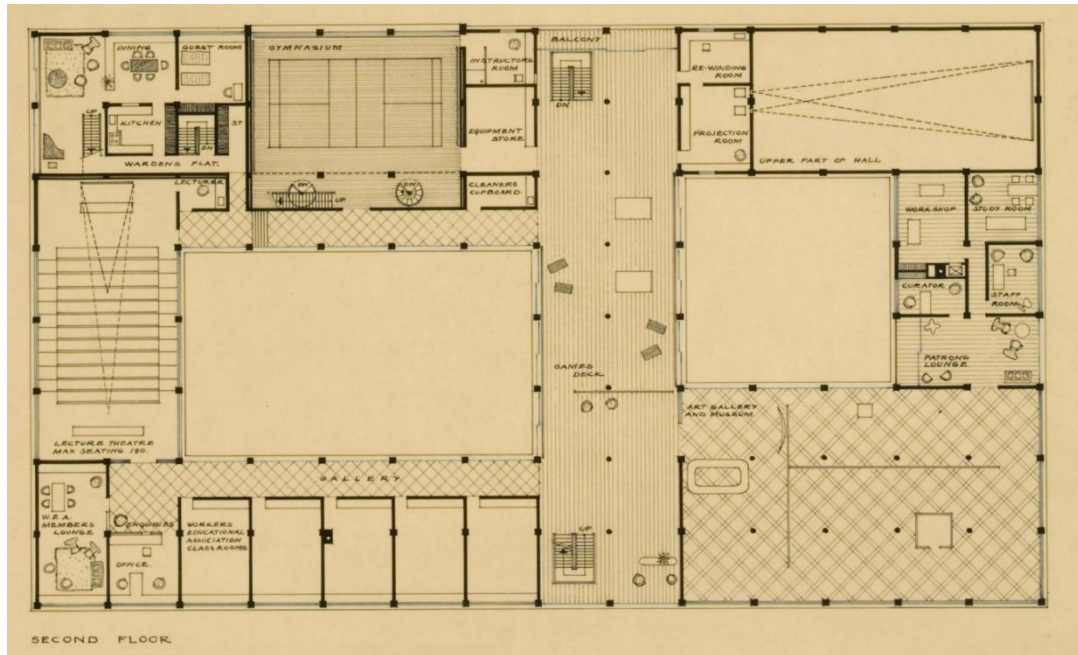 DINING
GUEST ROOM
GYMNASIUM
INSTRUCTORS
ROOM
BALCONY
RE-WINDING
ROOM
UP
KITCHEN
DN
ST
DN.
EQUIPMENT
STORE.
PROJECTION
ROOM
WARDENS FLAT.
UPPER PART OF HALL
LECTURER
DN
UP
DN
CLEANERS
CUPBOARD.
WORKSHOP
STUDY ROOM
CURATOR
STAFF
ROOM
PATRONS
LOUNGE
GAMES
DECK.
ART GALLERY
AND MUSEUM.
LECTURE THEATRE
MAX SEATING 180.
GALLERY
W.E.A.
MEMBERS
LOUNGE
ENQUIRIES
OFFICE.
WORKERS
EDUCATIONAL
ASSOCIATION
CLASS ROOMS
UP
SECOND FLOOR